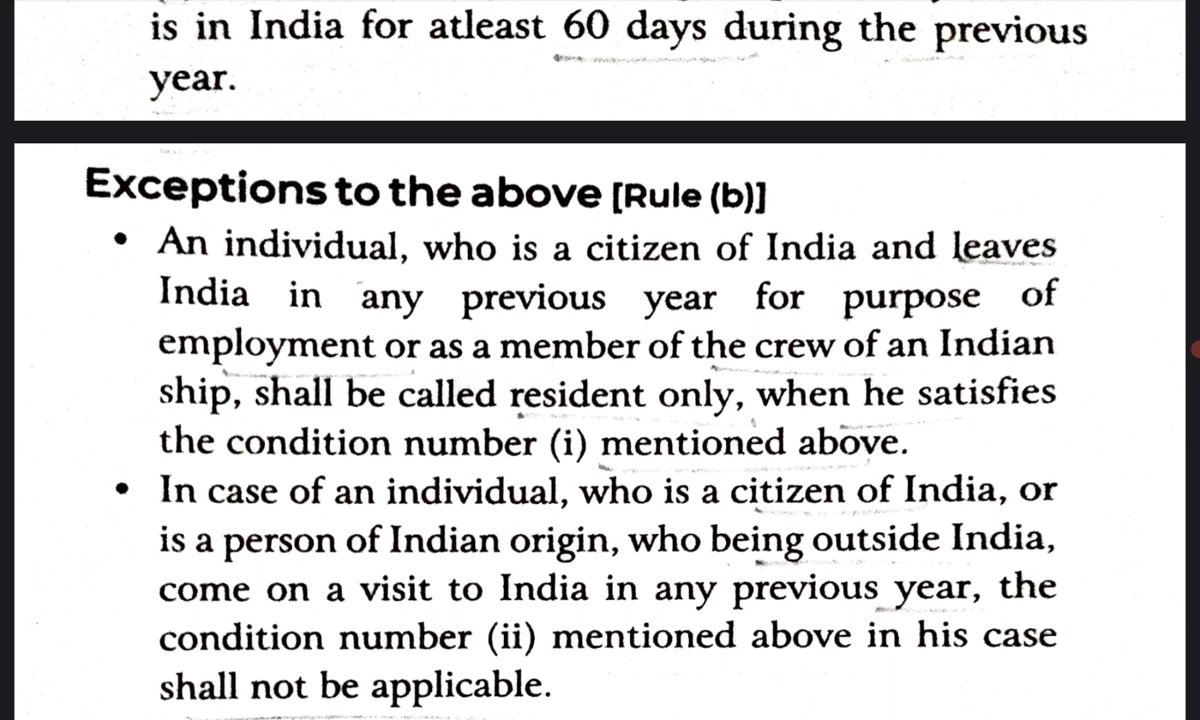 is in India for atleast 60 days during the previous
year.
Exceptions to the above [Rule (b)]
• An individual, who is a citizen of India and leaves
India in any previous year for purpose of
employment or as a member of the crew of an Indian
ship, shall be called resident only, when he satisfies
the condition number (i) mentioned above.
• In case of an individual, who is a citizen of India, or
is a person of Indian origin, who being outside India,
come on a visit to India in any previous year, the
condition number (ii) mentioned above in his case
shall not be applicable.